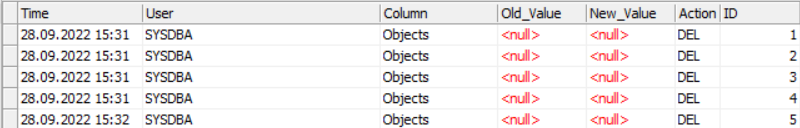 Time User Column Old_Value New_Value Action ID
28.09.2022 15:31 SYSDBA Objects <null> <null> DEL 1
28.09.2022 15:31 SYSDBA Objects <null> <null> DEL 2
28.09.2022 15:31 SYSDBA Objects <null> <null> DEL 3
28.09.2022 15:31 SYSDBA Objects <null> <null> DEL 4
28.09.2022 15:32 SYSDBA Objects <null> <null> DEL 5